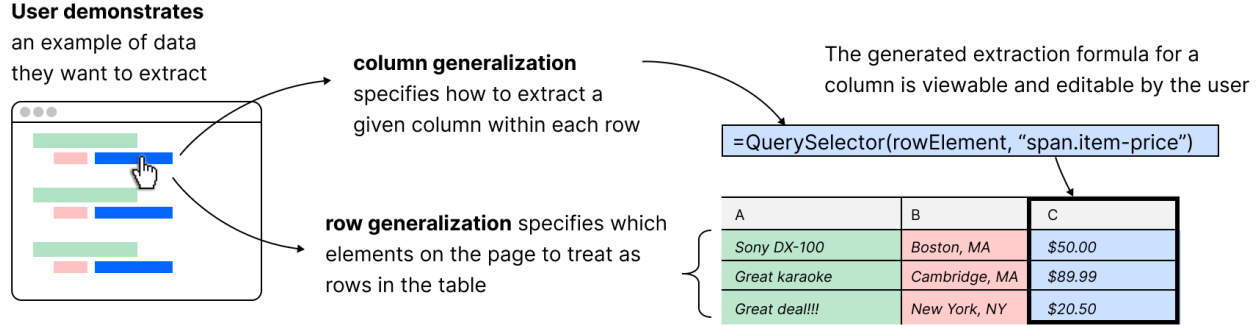 User demonstrates
an example of data
they want to extract
column generalization
specifies how to extract a
given column within each row
The generated extraction formula for a
column is viewable and editable by the user
=QuerySelector(rowElement, “span.item-price”)
row generalization specifies which
elements on the page to treat as
rows in the table
A B C
Sony DX-100 Boston, MA $50.00
Great karaoke Cambridge, MA $89.99
Great deal!!! New York, NY $20.50